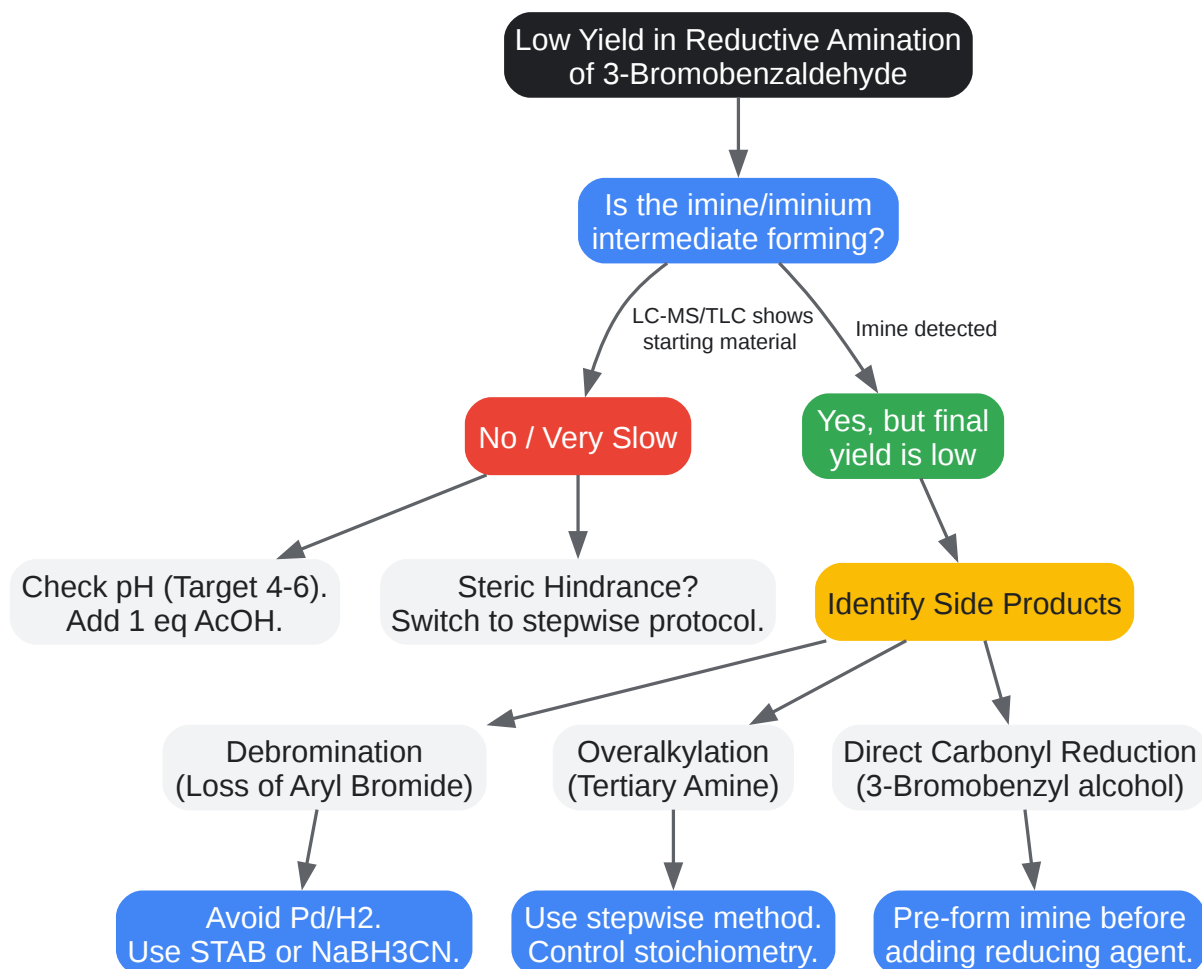 Low Yield in Reductive Amination
of 3-Bromobenzaldehyde
Is the imine/iminium
intermediate forming?
LC-MS/TLC shows
starting material
Imine detected
No / Very Slow
Yes, but final
yield is low
Check pH (Target 4-6).
Add 1 eq AcOH.
Steric Hindrance?
Switch to stepwise protocol.
Identify Side Products
Debromination
(Loss of Aryl Bromide)
Overalkylation
(Tertiary Amine)
Direct Carbonyl Reduction
(3-Bromobenzyl alcohol)
Avoid Pd/H2.
Use STAB or NaBH3CN.
Use stepwise method.
Control stoichiometry.
Pre-form imine before
adding reducing agent.